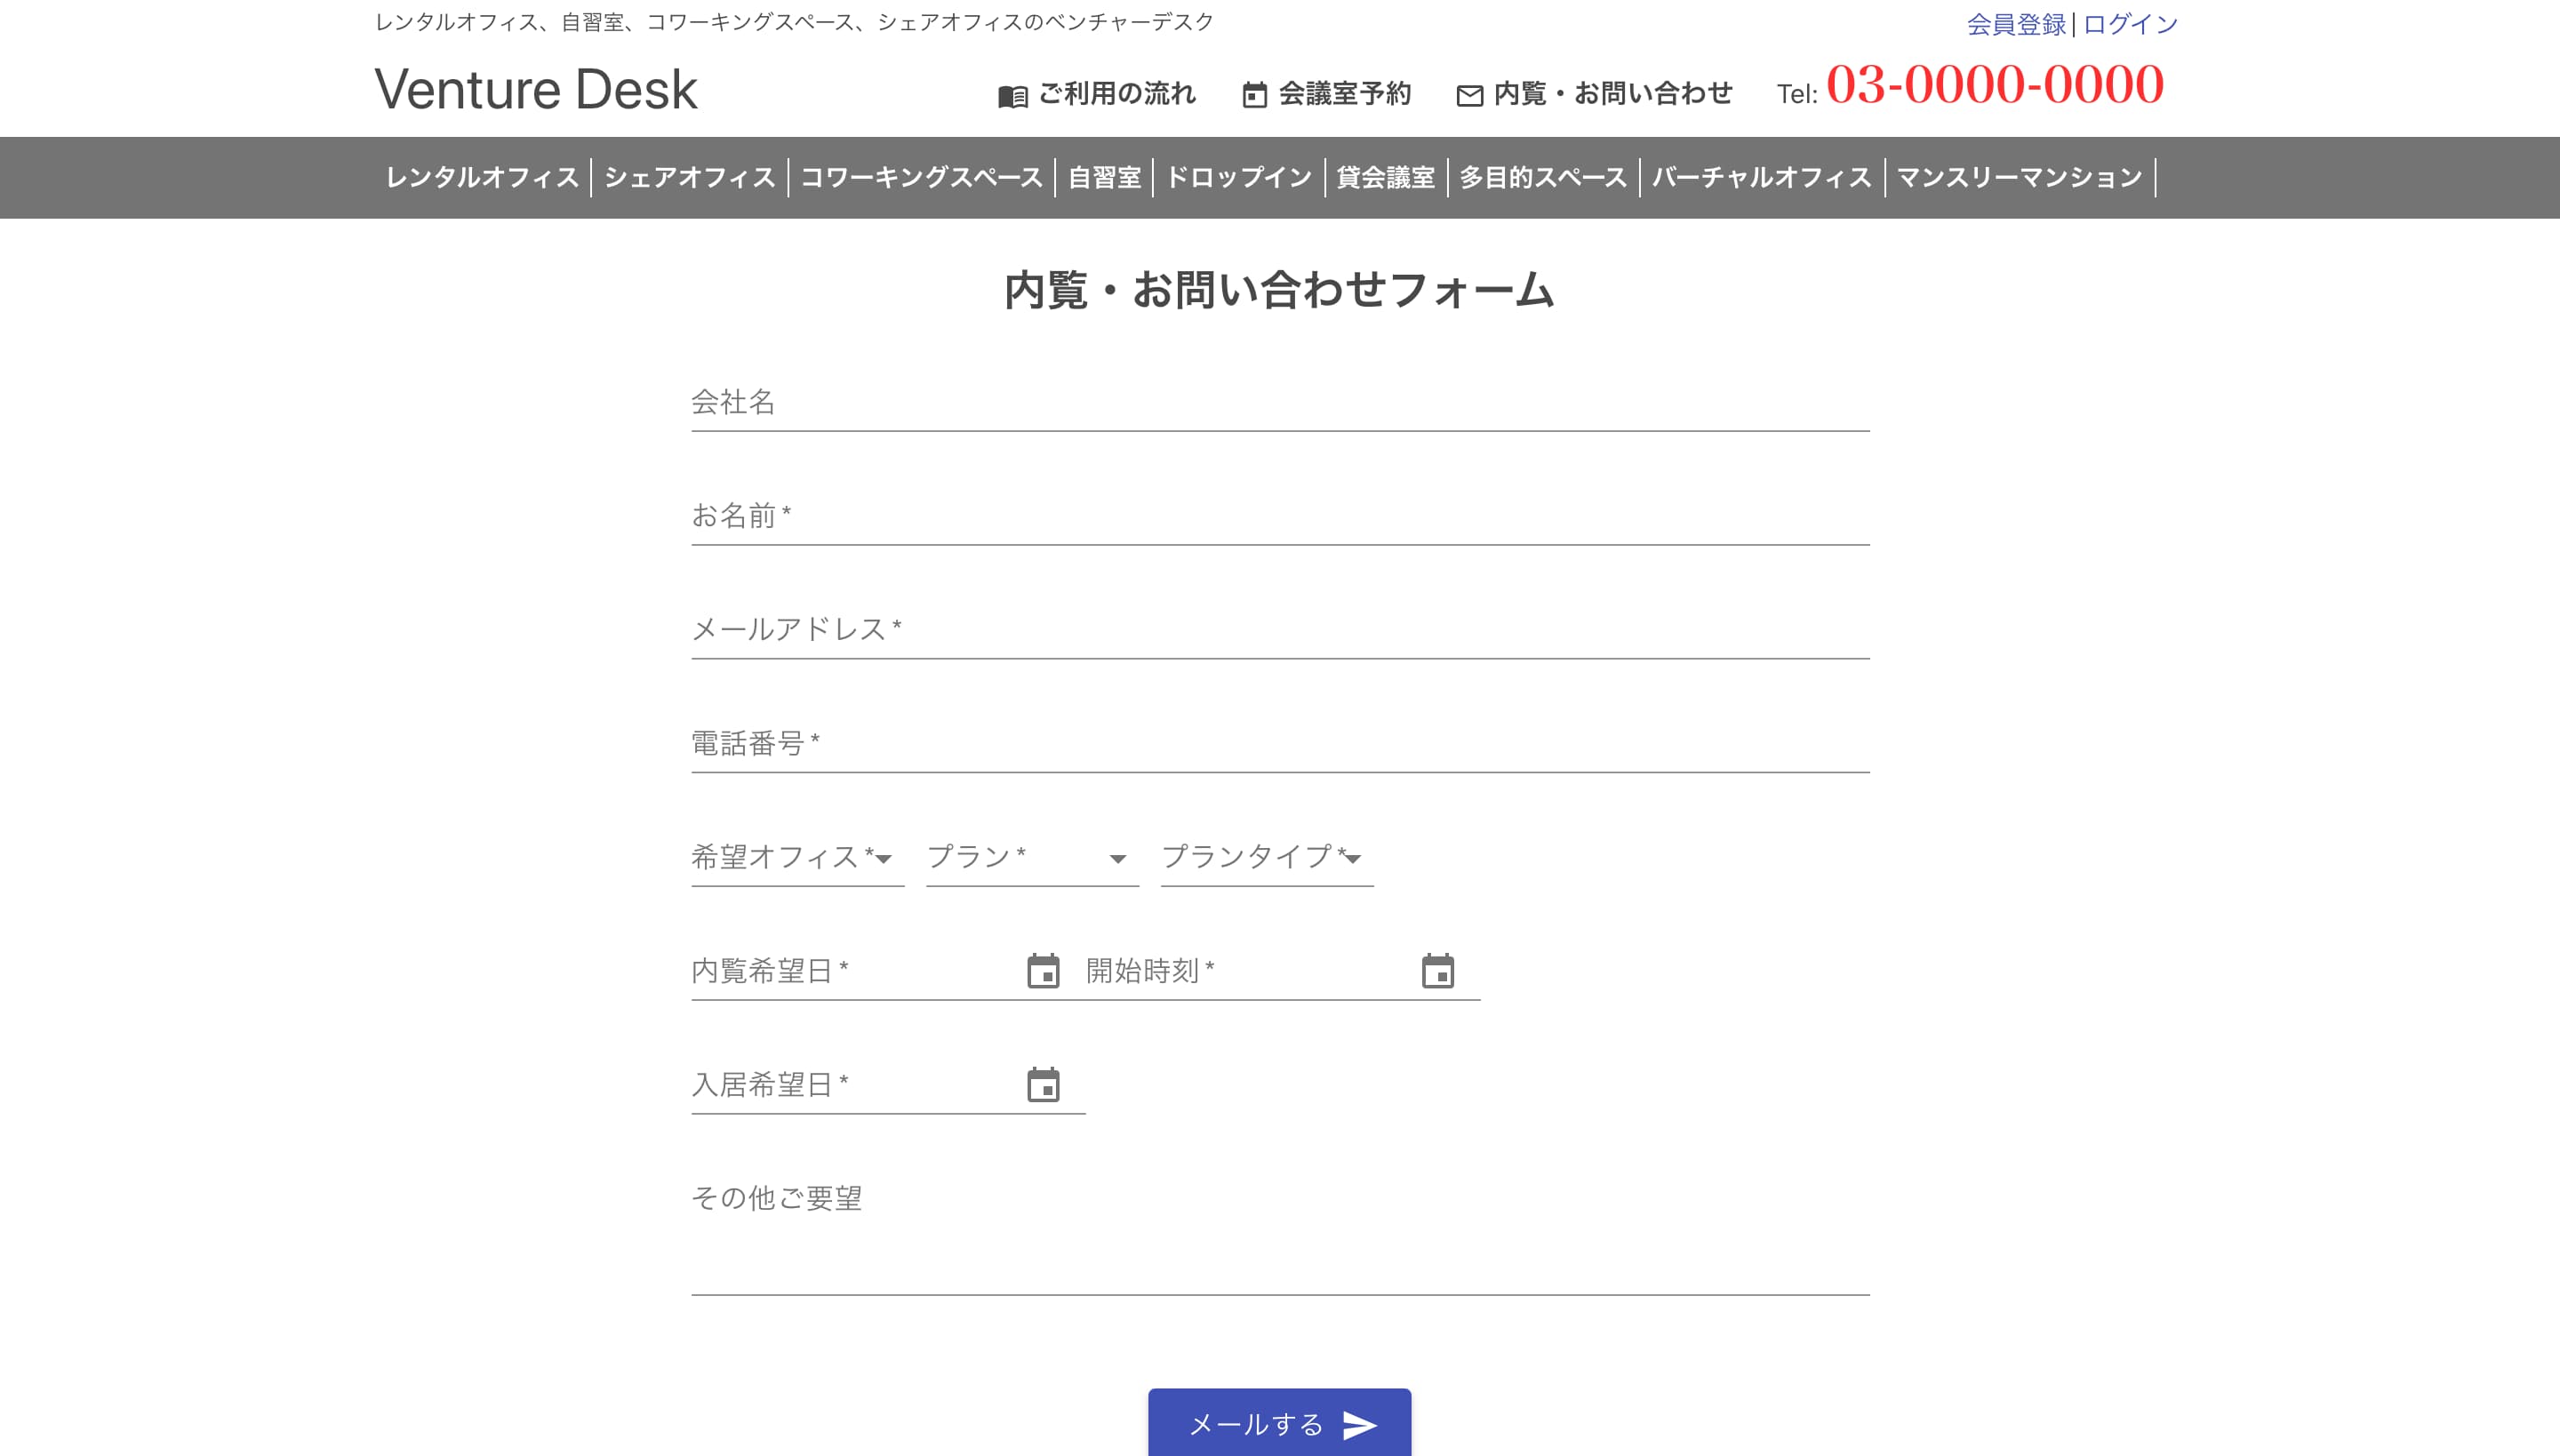 レンタルオフィス、自習室、コワーキングスペース、シェアオフィスのベンチャーデスク
会員登録|ログイン
Venture Desk
ご利用の流れ 会議室予約 内覧・お問い合わせ Tel: 03-0000-0000
レンタルオフィス シェアオフィス コワーキングスペース 自習室 ドロップイン 貸会議室 多目的スペース バーチャルオフィス マンスリーマンション
内覧・お問い合わせフォーム
会社名
お名前 *
メールアドレス *
電話番号 *
希望オフィス * プラン * プランタイプ *
内覧希望日 * 開始時刻 *
入居希望日 *
その他ご要望
メールする